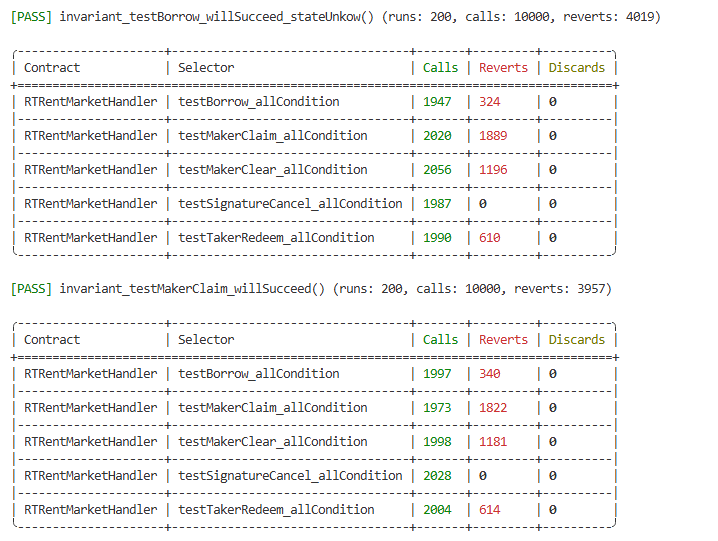 [PASS] invariant_testBorrow_willSucceed_stateUnkow() (runs: 200, calls: 10000, reverts: 4019)
| Contract | Selector | Calls | Reverts | Discards |
| RTRentMarketHandler | testBorrow_allCondition | 1947 | 324 | 0 |
| RTRentMarketHandler | testMakerClaim_allCondition | 2020 | 1889 | 0 |
| RTRentMarketHandler | testMakerClear_allCondition | 2056 | 1196 | 0 |
| RTRentMarketHandler | testSignatureCancel_allCondition | 1987 | 0 | 0 |
| RTRentMarketHandler | testTakerRedeem_allCondition | 1990 | 610 | 0 |
[PASS] invariant_testMakerClaim_willSucceed() (runs: 200, calls: 10000, reverts: 3957)
| Contract | Selector | Calls | Reverts | Discards |
| RTRentMarketHandler | testBorrow_allCondition | 1997 | 340 | 0 |
| RTRentMarketHandler | testMakerClaim_allCondition | 1973 | 1822 | 0 |
| RTRentMarketHandler | testMakerClear_allCondition | 1998 | 1181 | 0 |
| RTRentMarketHandler | testSignatureCancel_allCondition | 2028 | 0 | 0 |
| RTRentMarketHandler | testTakerRedeem_allCondition | 2004 | 614 | 0 |